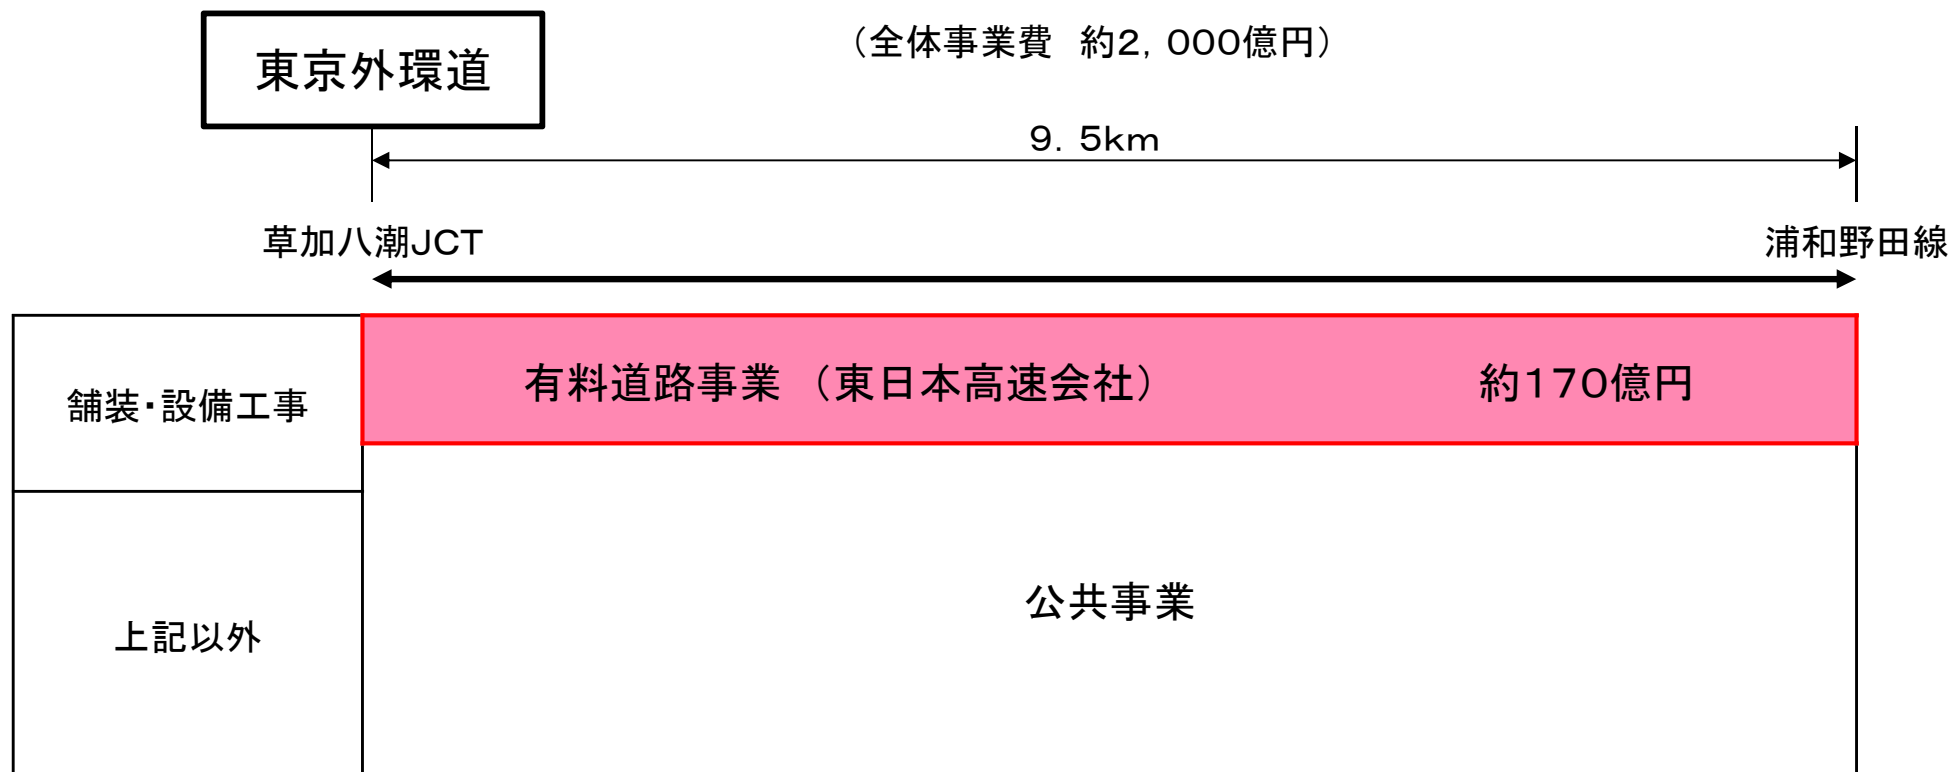 東京外環道
（全体事業費　約２，０００億円）
９．５ｋｍ
草加八潮JCT
浦和野田線
舗装・設備工事
有料道路事業（東日本高速会社）　約１７０億円
上記以外
公共事業